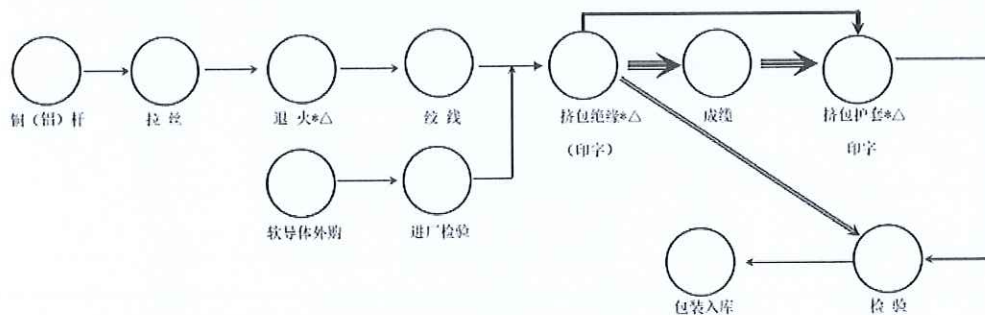 铜（铝）杆
拉 丝
退 火*△
绞 线
挤包绝缘*△
（印字）
成缆
挤包护套*△
印字
软导体外购
进厂检验
包装入库
检 验